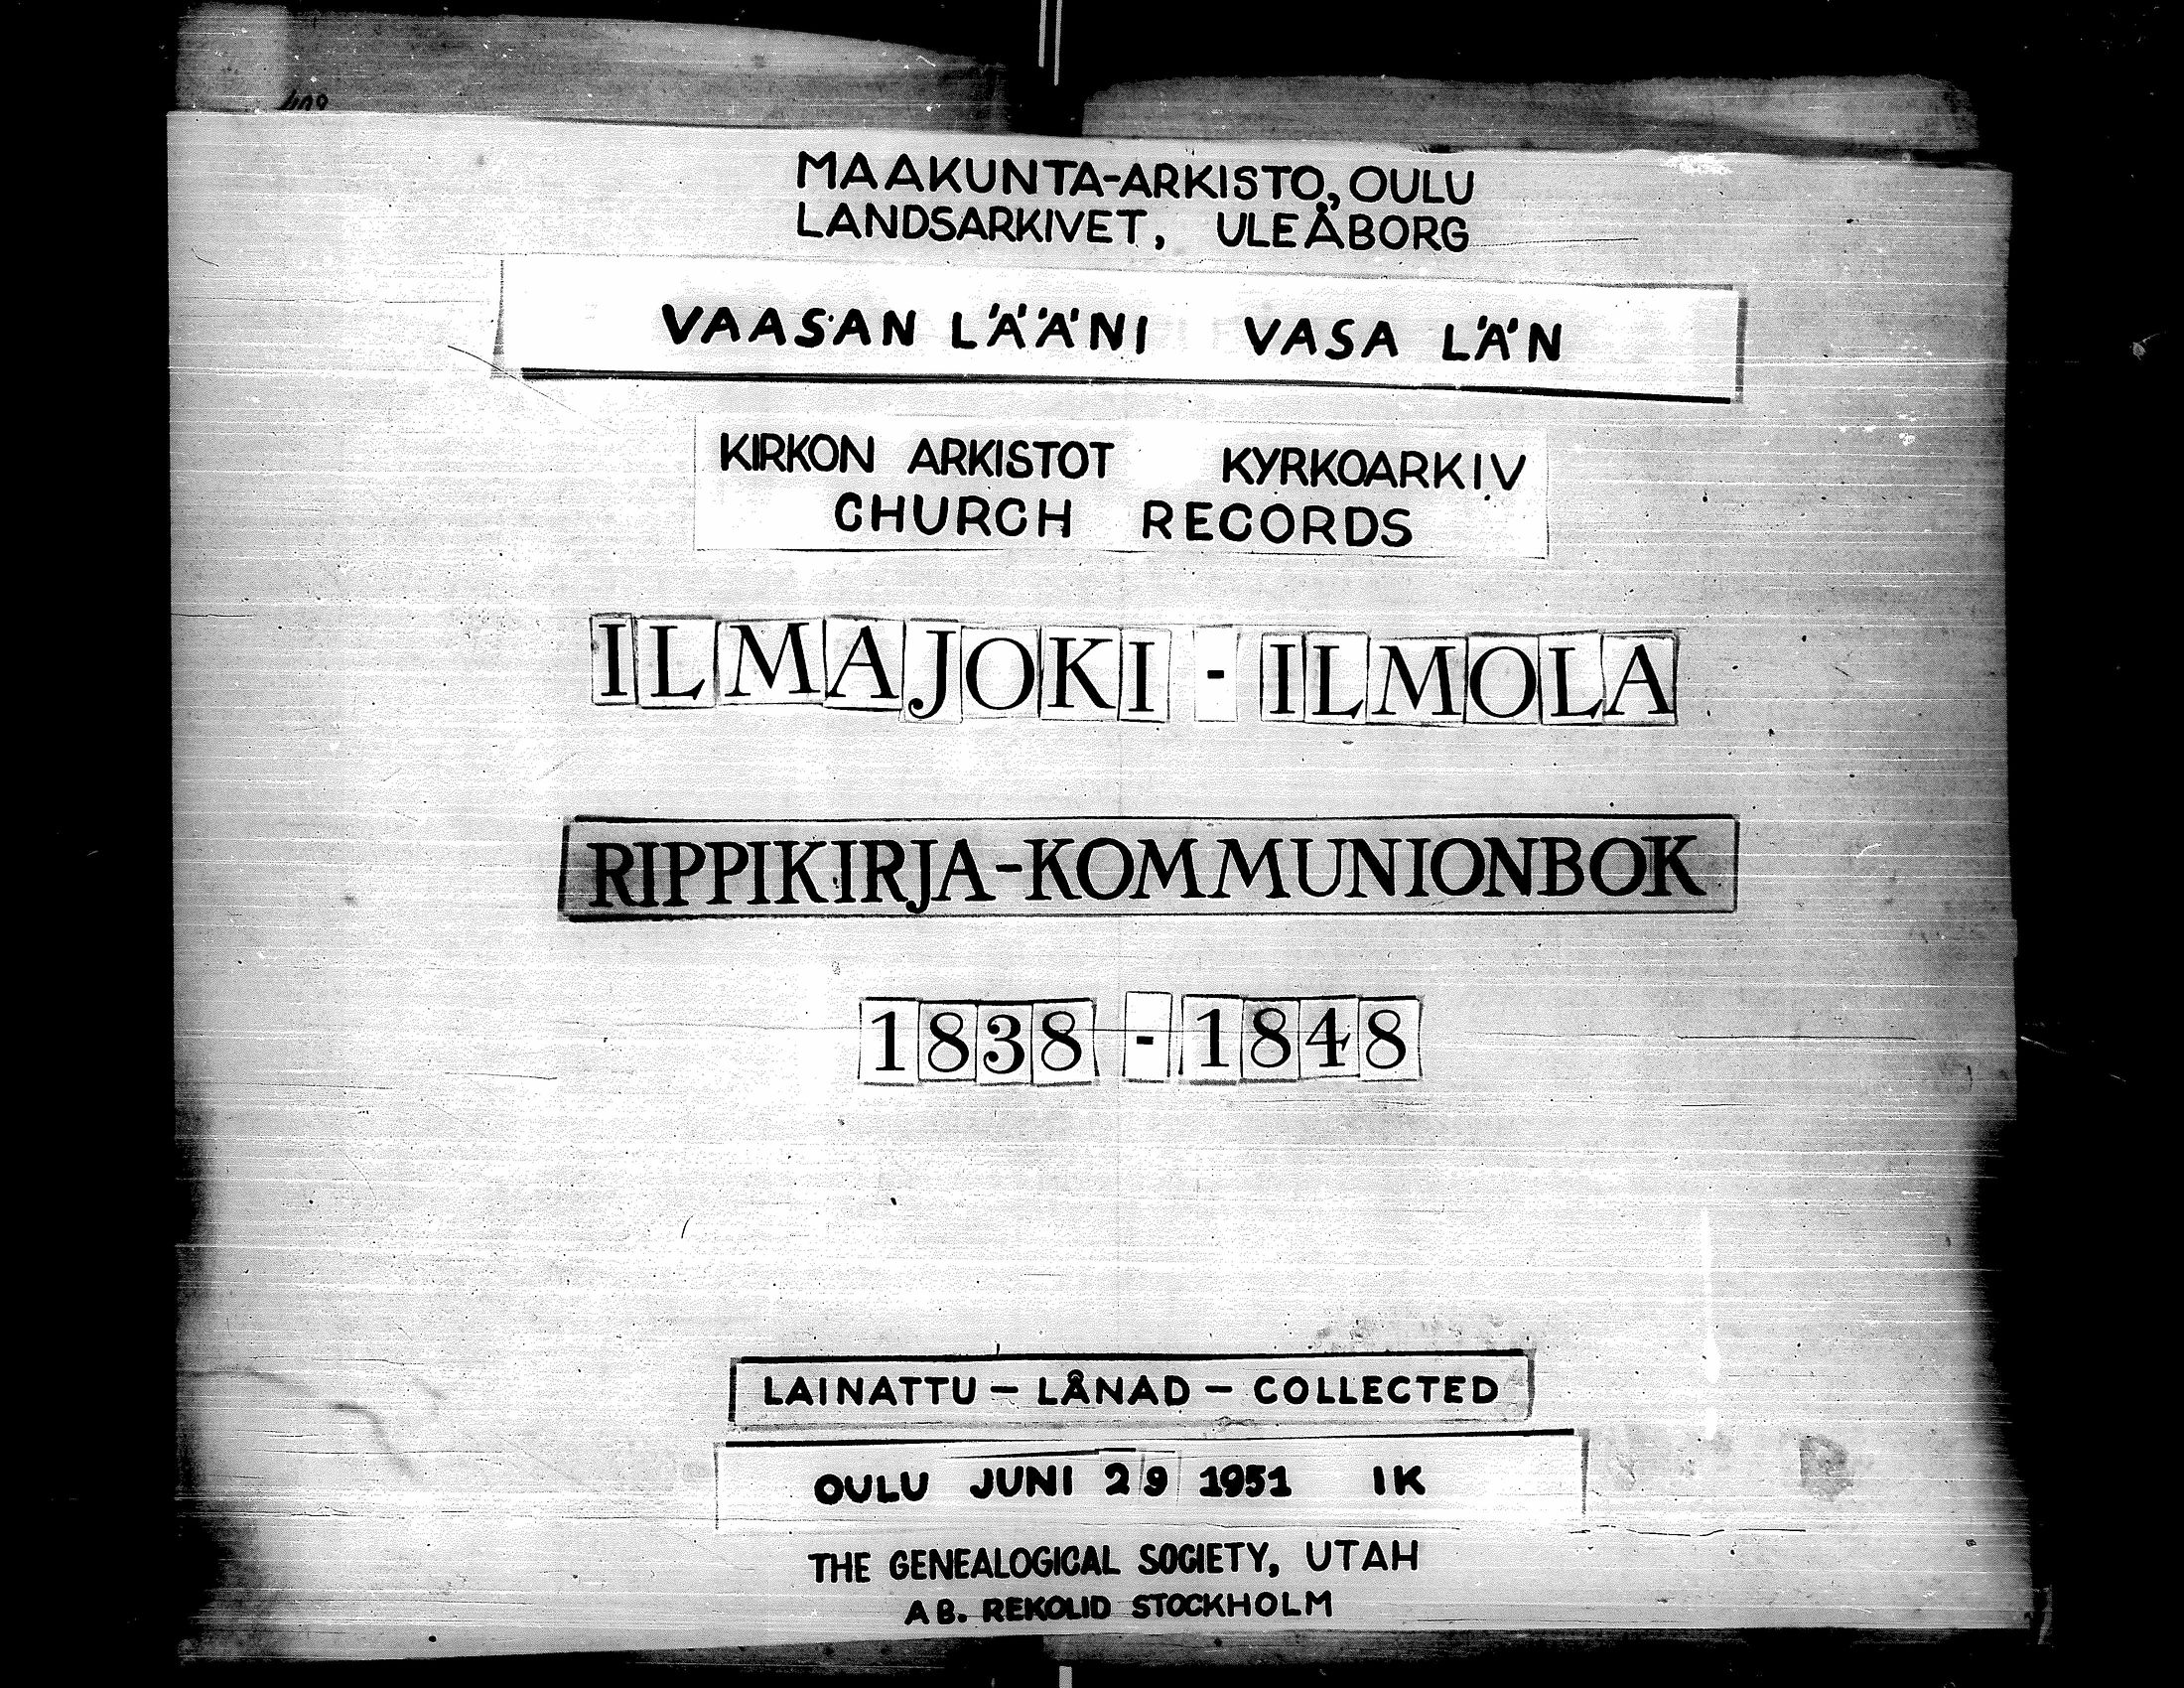 MAAKUNTA-ARKISTO, OULU
LANDSARKIVET, ULEÅBORG
VAASAN LÄÄNI VASA LÄN
KIRKON ARKISTOT KYRKOARKIV
CHURCH RECORDS
ILMAJOKI - ILMOLA
RIPPIKIRJA-KOMMUNIONBOK
1838 - 1848
LAINATTU - LÅNAD - COLLECTED
OULU JUNI 29 1951 IK
THE GENEALOGICAL SOCIETY, UTAH
AB. REKOLID STOCKHOLM